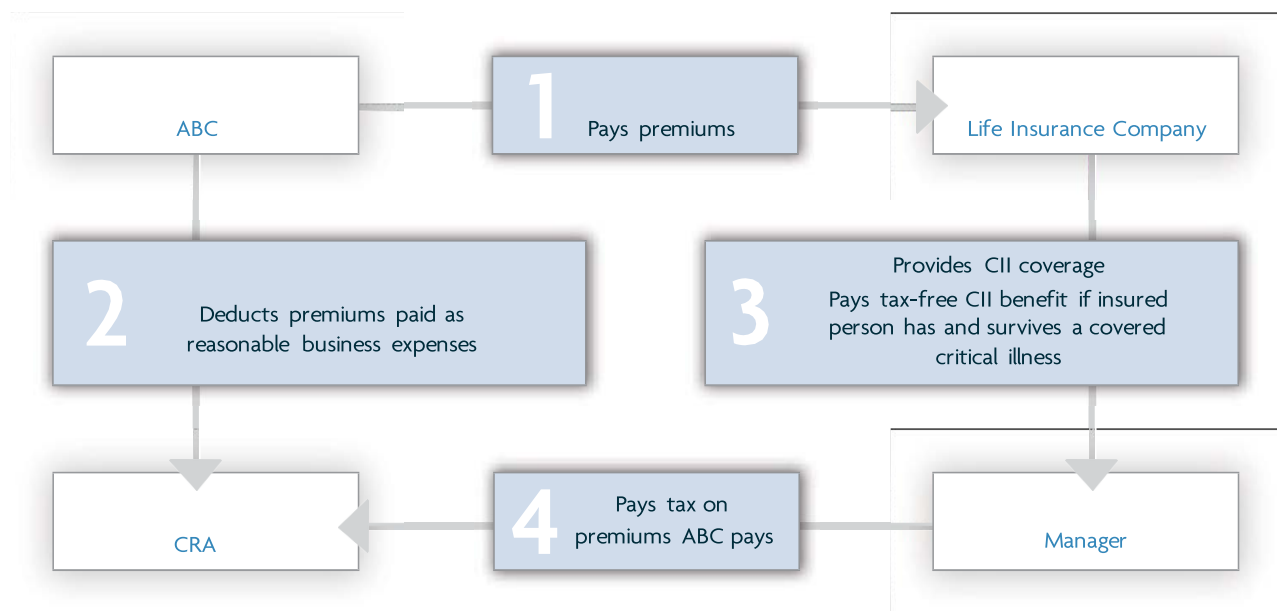 ABC
1
Pays premiums
Life Insurance Company
2
Deducts premiums paid as
reasonable business expenses
3
Provides CII coverage
Pays tax-free CII benefit if insured
person has and survives a covered
critical illness
CRA
4
Pays tax on
premiums ABC pays
Manager